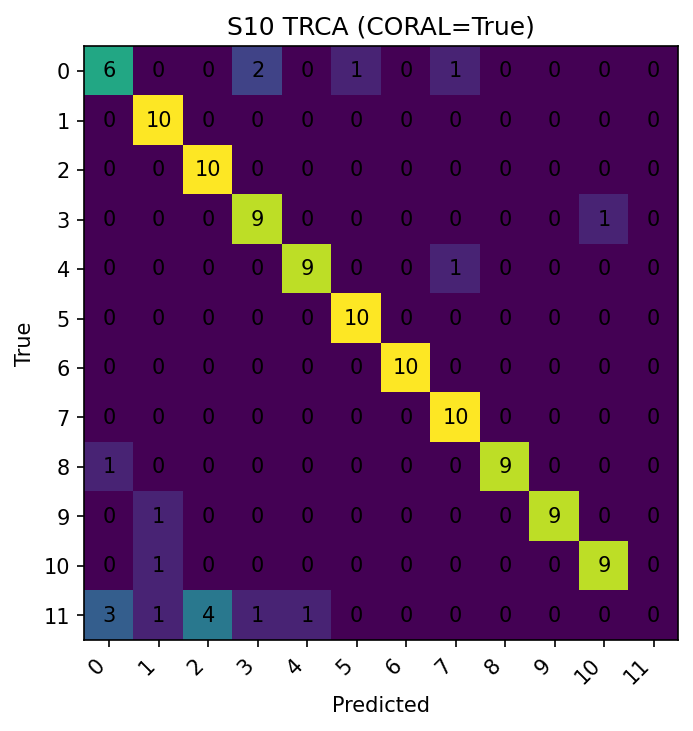 S10 TRCA (CORAL=True)
0 6 0 0 2 0 1 0 1 0 0 0 0
1 0 10 0 0 0 0 0 0 0 0 0 0
2 0 0 10 0 0 0 0 0 0 0 0 0
3 0 0 0 9 0 0 0 0 0 0 1 0
4 0 0 0 0 9 0 0 1 0 0 0 0
5 0 0 0 0 0 10 0 0 0 0 0 0
6 0 0 0 0 0 0 10 0 0 0 0 0
7 0 0 0 0 0 0 0 10 0 0 0 0
8 1 0 0 0 0 0 0 0 9 0 0 0
9 0 1 0 0 0 0 0 0 0 9 0 0
10 0 1 0 0 0 0 0 0 0 0 9 0
11 3 1 4 1 1 0 0 0 0 0 0 0
True
0 1 2 3 4 5 6 7 8 9 10 11
Predicted